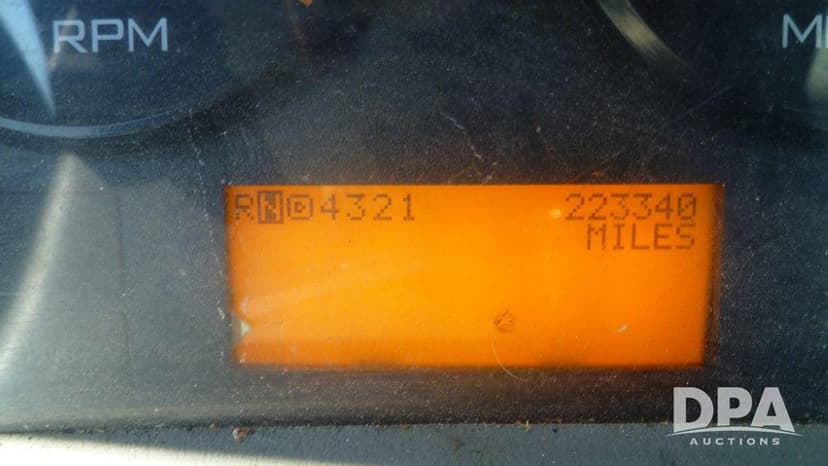 RPM
M
RNⒹ4321 223340
MILES
DPA
AUCTIONS